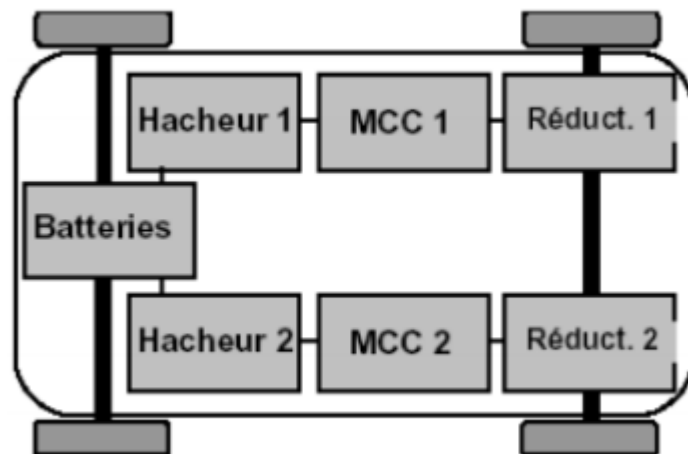 Hacheur 1
MCC 1
Réduct. 1
Batteries
Hacheur 2
MCC 2
Réduct. 2